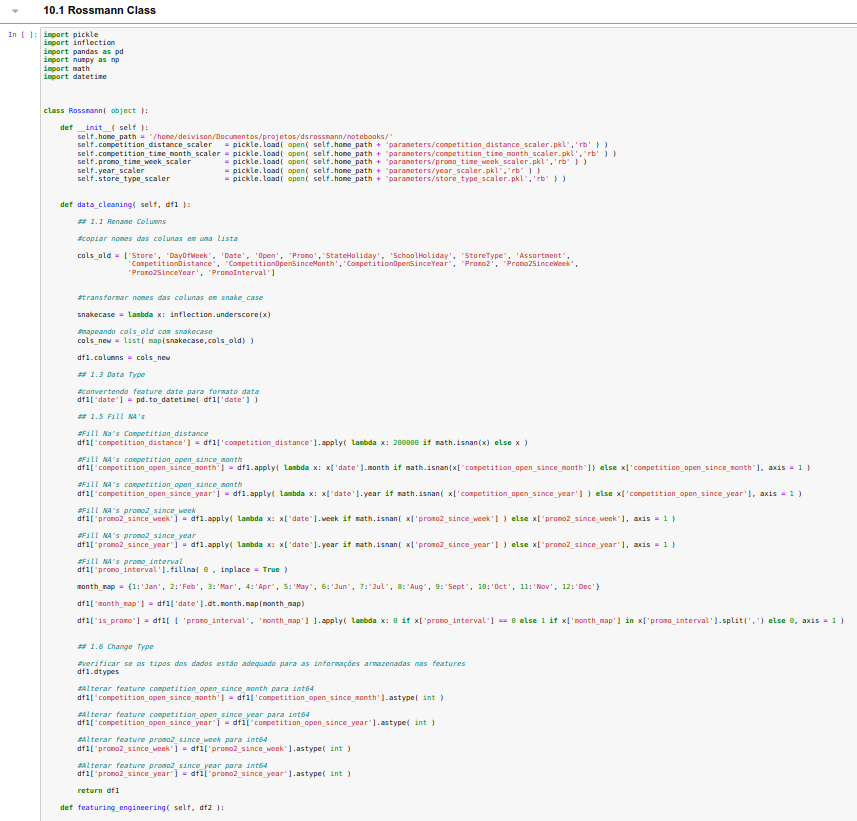 10.1 Rossmann Class
In [ ]:
import pickle
import inflection
import pandas as pd
import numpy as np
import math
import datetime
class Rossmann( object ):
def __init__( self ):
self.home_path = '/home/deivison/Documentos/projetos/dsrossmann/notebooks/'
self.competition_distance_scaler = pickle.load( open( self.home_path + 'parameters/competition_distance_scaler.pkl','rb' ) )
self.competition_time_month_scaler = pickle.load( open( self.home_path + 'parameters/competition_time_month_scaler.pkl','rb' ) )
self.promo_time_week_scaler = pickle.load( open( self.home_path + 'parameters/promo_time_week_scaler.pkl','rb' ) )
self.year_scaler = pickle.load( open( self.home_path + 'parameters/year_scaler.pkl','rb' ) )
self.store_type_scaler = pickle.load( open( self.home_path + 'parameters/store_type_scaler.pkl','rb' ) )
def data_cleaning( self, df1 ):
## 1.1 Rename Columns
#copiar nomes das colunas em uma lista
cols_old = ['Store', 'DayOfWeek', 'Date', 'Open', 'Promo','StateHoliday', 'SchoolHoliday', 'StoreType', 'Assortment',
'CompetitionDistance', 'CompetitionOpenSinceMonth','CompetitionOpenSinceYear', 'Promo2', 'Promo2SinceWeek',
'Promo2SinceYear', 'PromoInterval']
#transformar nomes das colunas em snake_case
snakecase = lambda x: inflection.underscore(x)
#mapeando cols_old com snakecase
cols_new = list( map(snakecase,cols_old) )
df1.columns = cols_new
## 1.3 Data Type
#convertendo feature date para formato data
df1['date'] = pd.to_datetime( df1['date'] )
## 1.5 Fill NA's
#Fill Na's Competition_distance
df1['competition_distance'] = df1['competition_distance'].apply( lambda x: 200000 if math.isnan(x) else x )
#Fill NA's competition_open_since_month
df1['competition_open_since_month'] = df1.apply( lambda x: x['date'].month if math.isnan(x['competition_open_since_month']) else x['competition_open_since_month'], axis = 1 )
#Fill NA's competition_open_since_month
df1['competition_open_since_year'] = df1.apply( lambda x: x['date'].year if math.isnan( x['competition_open_since_year'] ) else x['competition_open_since_year'], axis = 1 )
#Fill NA's promo2_since_week
df1['promo2_since_week'] = df1.apply( lambda x: x['date'].week if math.isnan( x['promo2_since_week'] ) else x['promo2_since_week'], axis = 1 )
#Fill NA's promo2_since_year
df1['promo2_since_year'] = df1.apply( lambda x: x['date'].year if math.isnan( x['promo2_since_year'] ) else x['promo2_since_year'], axis = 1 )
#Fill NA's promo_interval
df1['promo_interval'].fillna( 0 , inplace = True )
month_map = {1:'Jan', 2:'Feb', 3:'Mar', 4:'Apr', 5:'May', 6:'Jun', 7:'Jul', 8:'Aug', 9:'Sept', 10:'Oct', 11:'Nov', 12:'Dec'}
df1['month_map'] = df1['date'].dt.month.map(month_map)
df1['is_promo'] = df1[ [ 'promo_interval', 'month_map'] ].apply( lambda x: 0 if x['promo_interval'] == 0 else 1 if x['month_map'] in x['promo_interval'].split(',') else 0, axis = 1 )
## 1.6 Change Type
#verificar se os tipos dos dados estão adequado para as informações armazenadas nas features
df1.dtypes
#Alterar feature competition_open_since_month para int64
df1['competition_open_since_month'] = df1['competition_open_since_month'].astype( int )
#Alterar feature competition_open_since_year para int64
df1['competition_open_since_year'] = df1['competition_open_since_year'].astype( int )
#Alterar feature promo2_since_week para int64
df1['promo2_since_week'] = df1['promo2_since_week'].astype( int )
#Alterar feature promo2_since_year para int64
df1['promo2_since_year'] = df1['promo2_since_year'].astype( int )
return df1
def featuring_engineering( self, df2 ):